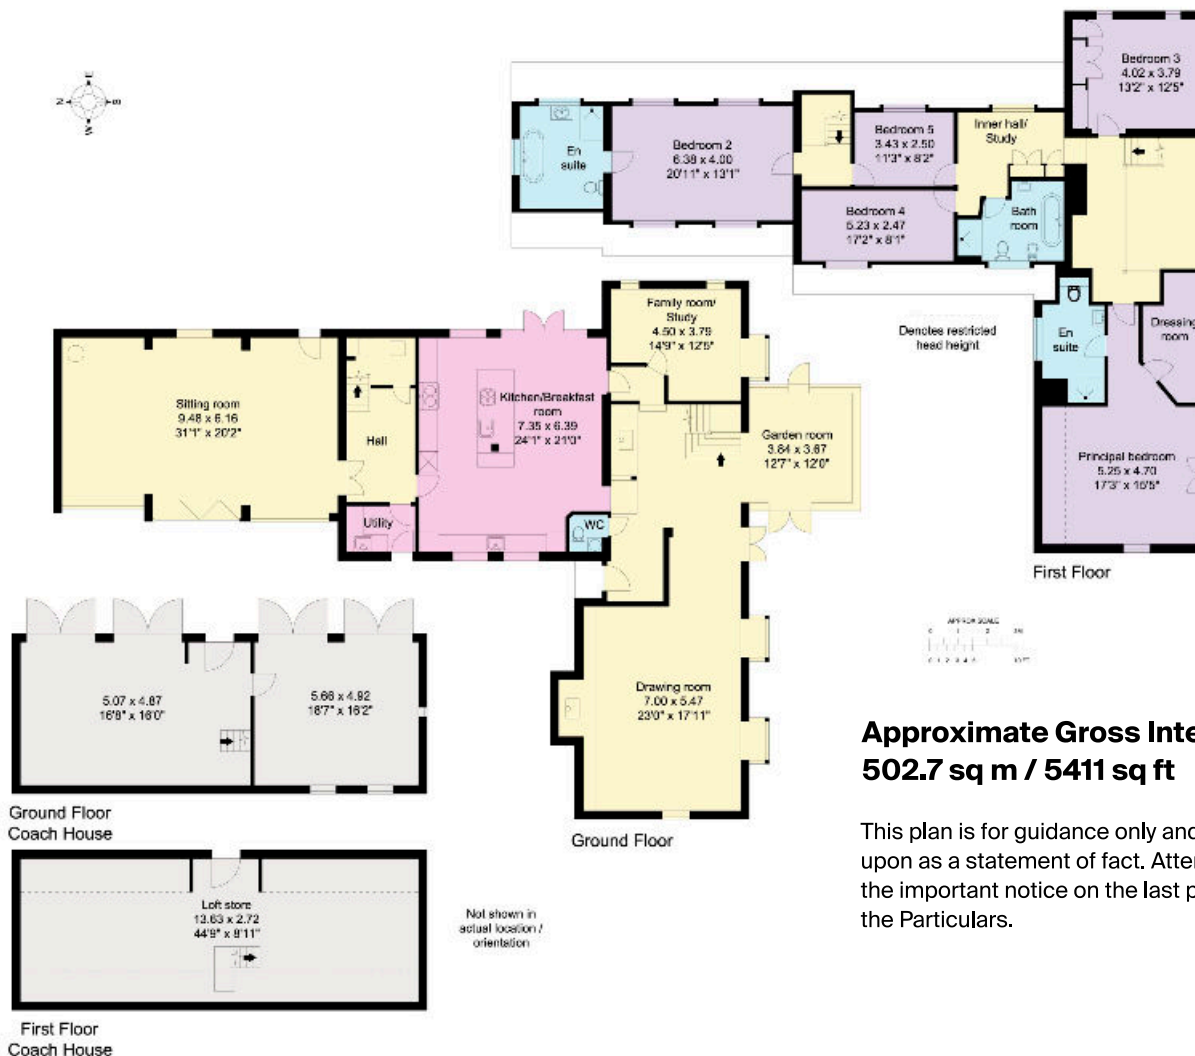 Bedroom 3
4.02 x 3.79
13'2" x 12'5"
En
suite
Bedroom 2
6.38 x 4.00
20'11" x 13'1"
Bedroom 5
3.43 x 2.50
11'3" x 8'2"
Inner hall/
Study
Bedroom 4
5.23 x 2.47
17'2" x 8'1"
Bath
room
Denotes restricted
head height
En
suite
Dressing
room
Principal bedroom
5.25 x 4.70
17'3" x 15'5"
First Floor
Family room/
Study
4.50 x 3.79
14'9" x 12'5"
Sitting room
9.48 x 6.16
31'1" x 20'2"
Hall
Kitchen/Breakfast
room
7.35 x 6.39
24'1" x 21'0"
Garden room
3.84 x 3.67
12'7" x 12'0"
Utility
WC
Drawing room
7.00 x 5.47
23'0" x 17'11"
Ground Floor
5.07 x 4.87
16'8" x 16'0"
5.66 x 4.92
18'7" x 16'2"
Ground Floor
Coach House
Loft store
13.63 x 2.72
44'9" x 8'11"
First Floor
Coach House
Not shown in
actual location /
orientation
APPROX SCALE
Approximate Gross Inte
502.7 sq m / 5411 sq ft
This plan is for guidance only and
upon as a statement of fact. Atten
the important notice on the last p
the Particulars.